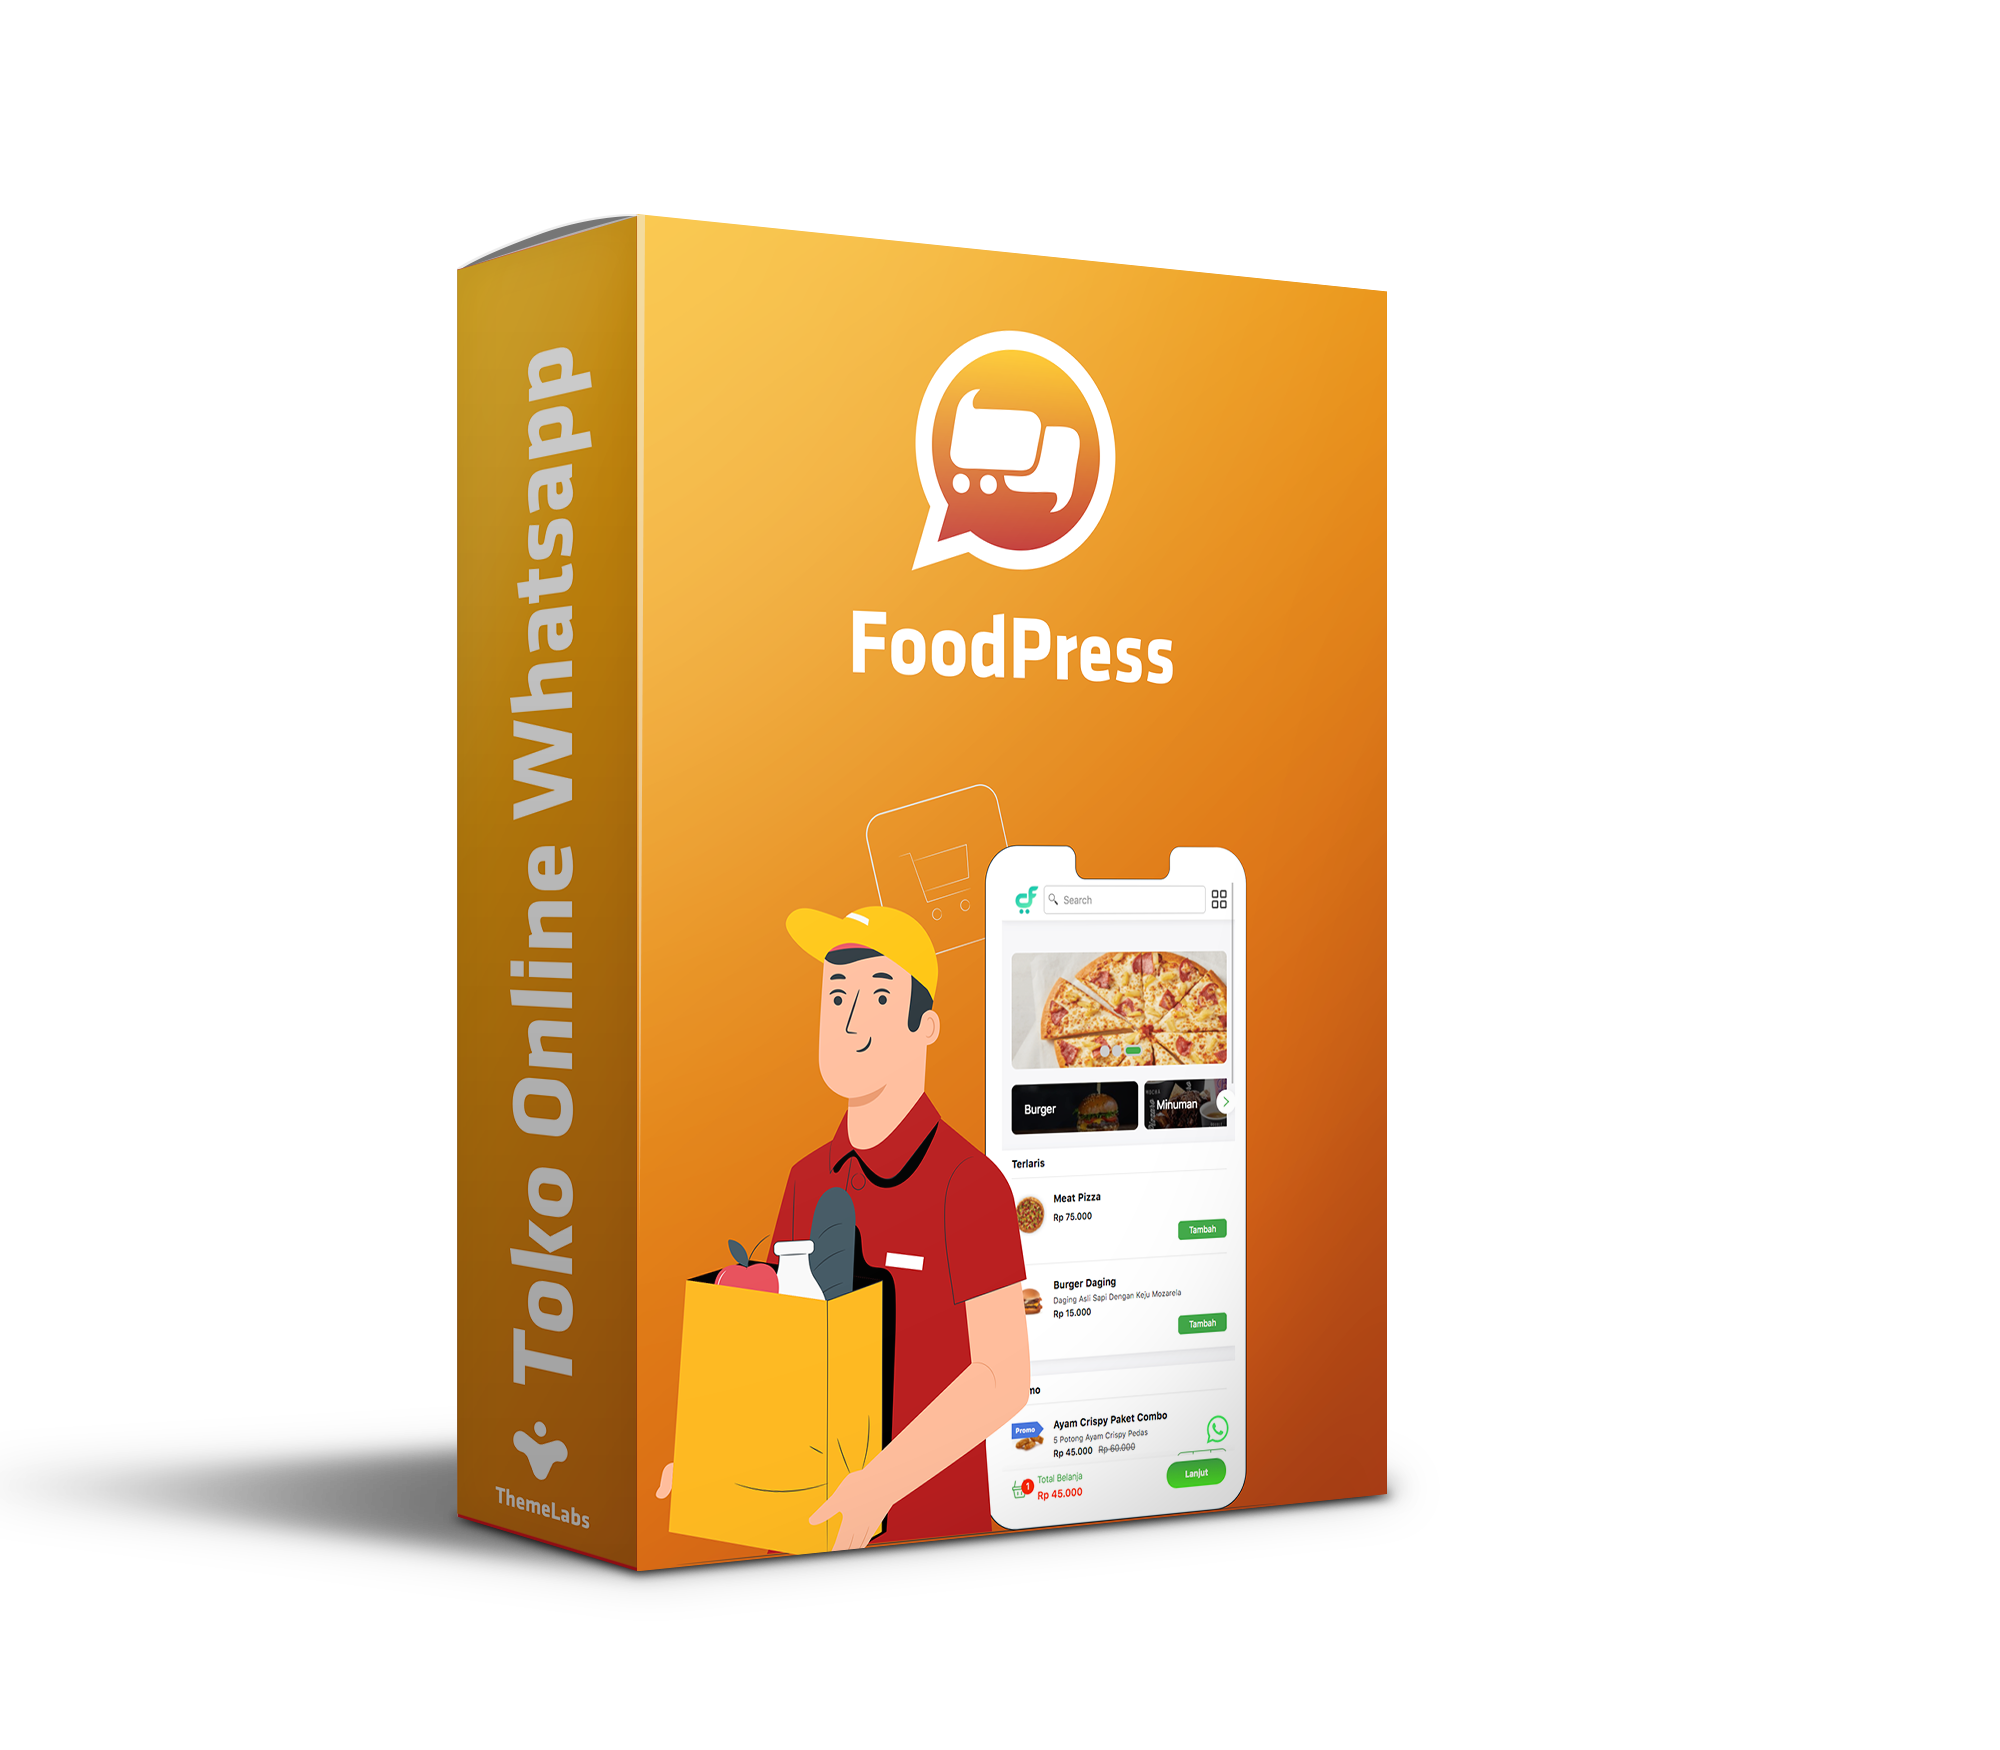 Toko Online Whatsapp
ThemeLabs
FoodPress
Search
Burger
Minuman
Terlaris
Meat Pizza
Rp 75.000
Tambah
Burger Daging
Daging Asli Sapi Dengan Keju Mozarela
Rp 15.000
Tambah
mo
Promo
Ayam Crispy Paket Combo
5 Potong Ayam Crispy Pedas
Rp 45.000 Rp 60.000
1
Total Belanja
Rp 45.000
Lanjut